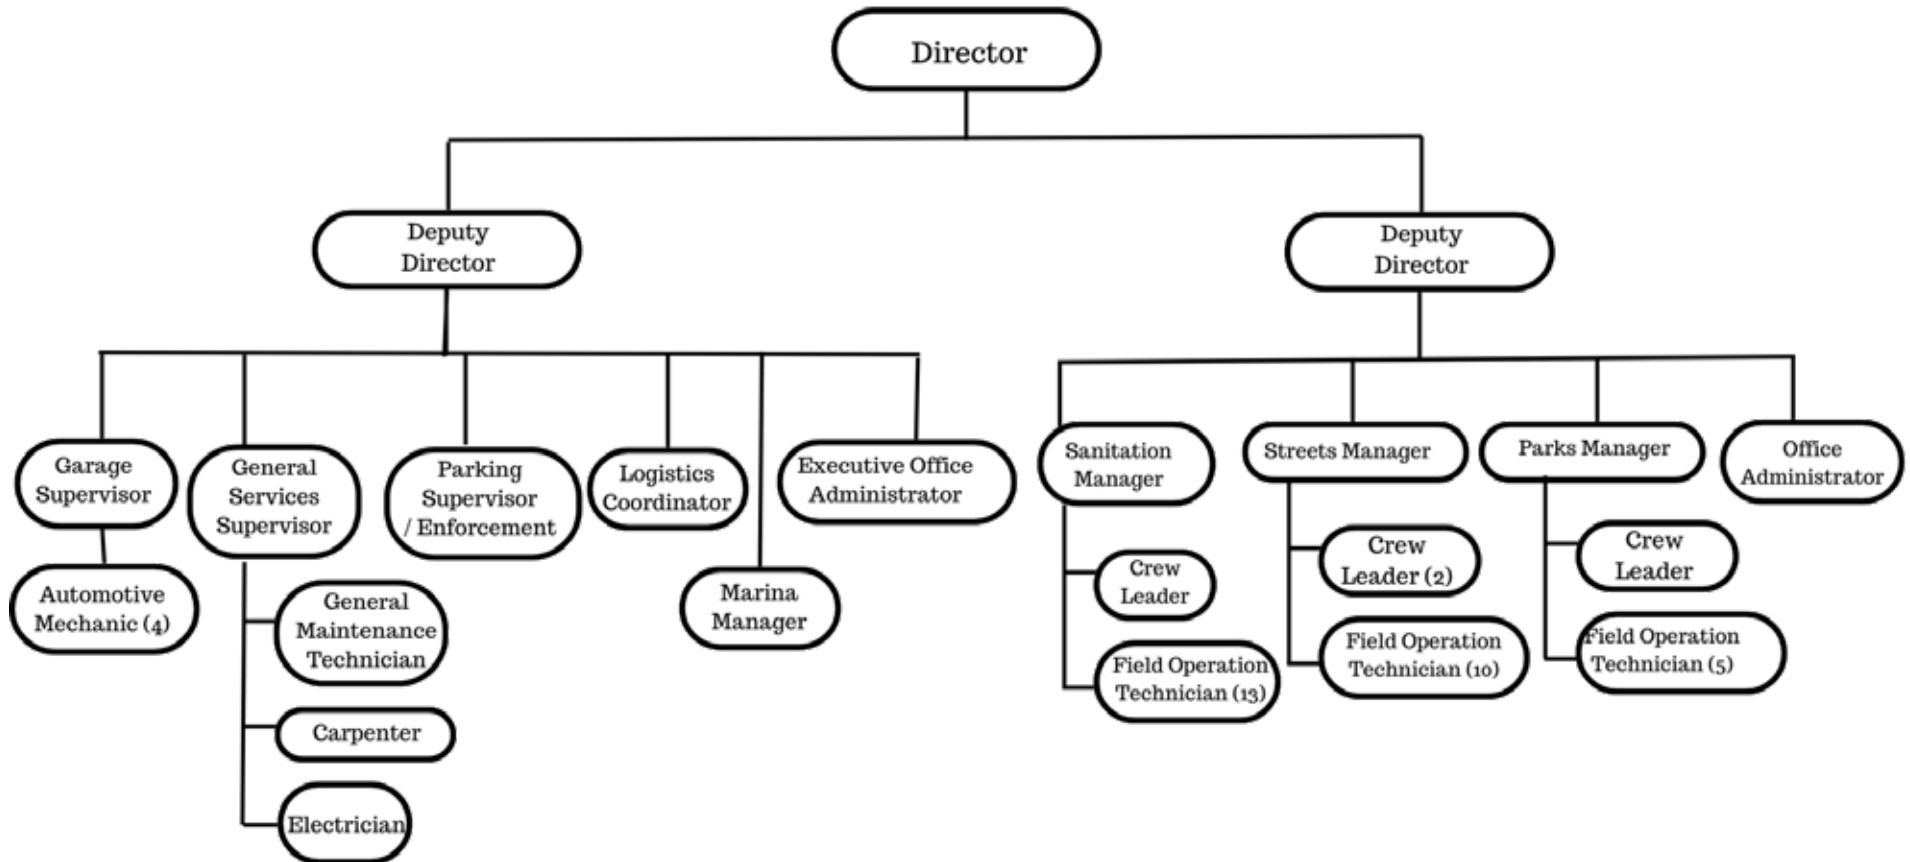 Director
Deputy
Director
Deputy
Director
Garage
Supervisor
General
Services
Supervisor
Parking
Supervisor
/ Enforcement
Logistics
Coordinator
Executive Office
Administrator
Marina
Manager
Automotive
Mechanic (4)
General
Maintenance
Technician
Carpenter
Electrician
Sanitation
Manager
Streets Manager
Parks Manager
Office
Administrator
Crew
Leader
Field Operation
Technician (13)
Crew
Leader (2)
Field Operation
Technician (10)
Crew
Leader
Field Operation
Technician (5)